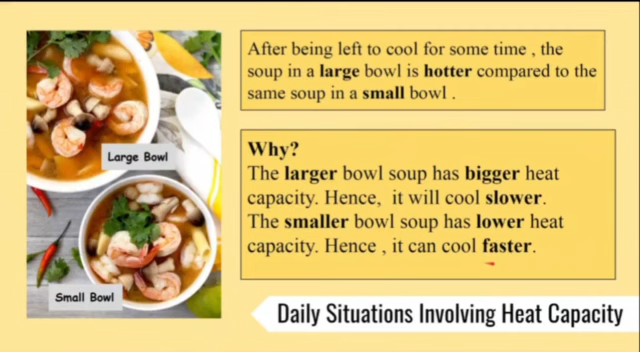 After being left to cool for some time , the
soup in a large bowl is hotter compared to the
same soup in a small bowl .
Large Bowl
Why?
The larger bowl soup has bigger heat
capacity. Hence, it will cool slower.
The smaller bowl soup has lower heat
capacity. Hence , it can cool faster.
Small Bowl
Daily Situations Involving Heat Capacity